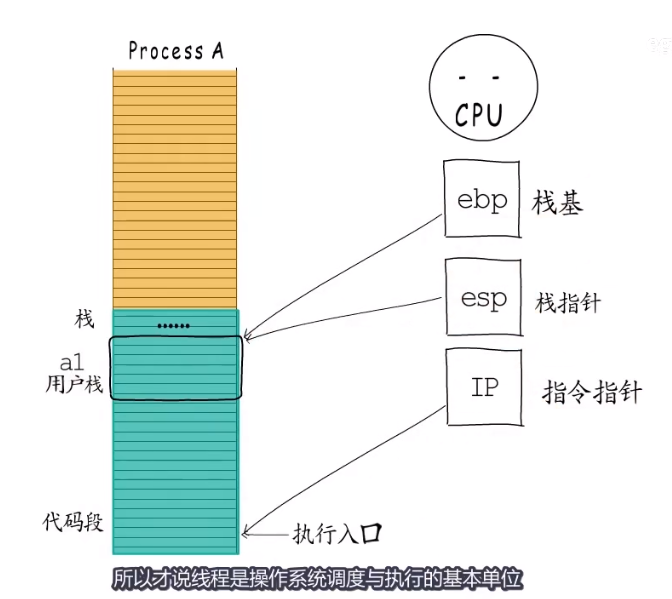 Process A
CPU
ebp 栈基
esp 栈指针
IP 指令指针
栈
......
a1
用户栈
代码段
执行入口
所以才说线程是操作系统调度与执行的基本单位